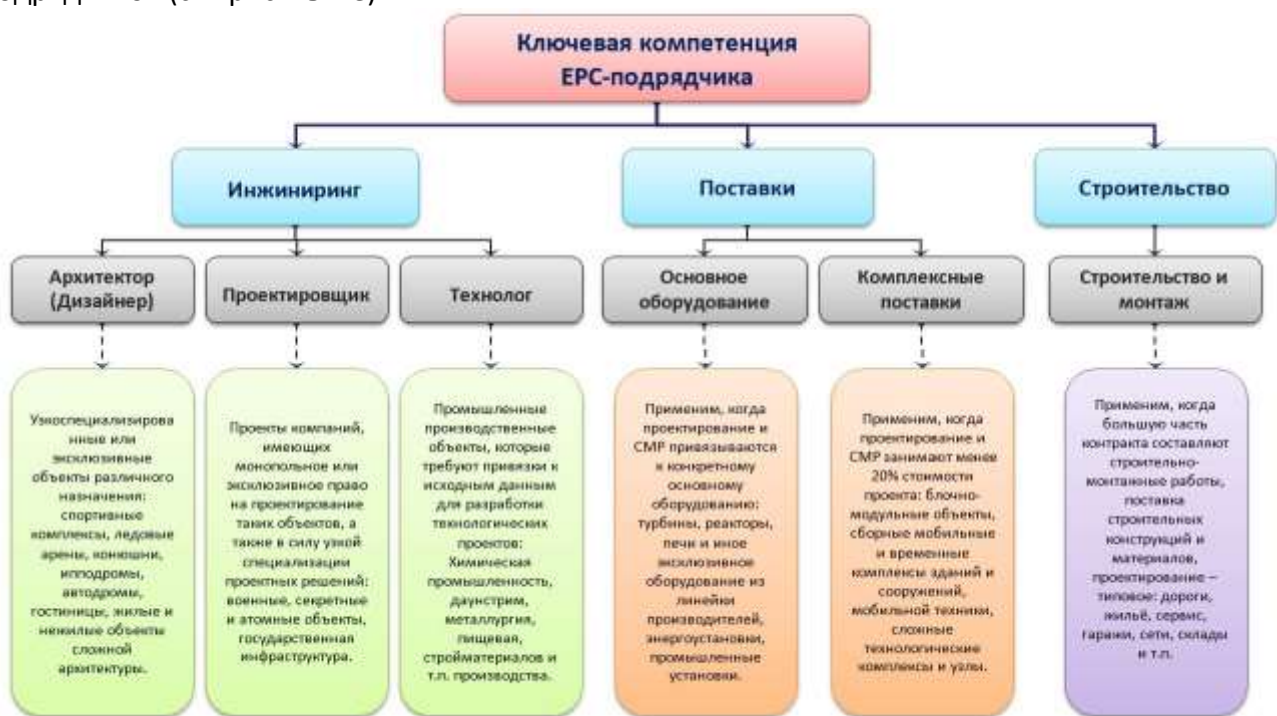 Ключевая компетенция
EPC-подрядчика
Инжиниринг
Поставки
Строительство
Архитектор
(Дизайнер)
Проектировщик
Технолог
Основное
оборудование
Комплексные
поставки
Строительство и
монтаж
Узкоспециализирова
нные или
эксклюзивные
объекты различного
назначения:
спортивные
комплексы, ледовые
арены, конюшни,
ипподромы,
автодромы,
гостиницы, жилые и
нежилые объекты
сложной
архитектуры.
Проекты компаний,
имеющих
монопольное или
эксклюзивное право
на проектирование
таких объектов, а
также в силу узкой
специализации
проектных решений:
военные, секретные
и атомные объекты,
государственная
инфраструктура.
Промышленные
производственные
объекты, которые
требуют привязки к
исходным данным
для разработки
технологических
проектов:
Химическая
промышленность,
даунстрим,
металлургия,
пищевая,
стройматериалов и
т.п. производства.
Применим, когда
проектирование и
СМР привязываются
к конкретному
основному
оборудованию:
турбины, реакторы,
печи и иное
эксклюзивное
оборудование из
линейки
производителей,
энергоустановки,
промышленные
установки.
Применим, когда
проектирование и
СМР занимают менее
20% стоимости
проекта: блочно-
модульные объекты,
сборные мобильные
и временные
комплексы зданий и
сооружений,
мобильной техники,
сложные
технологические
комплексы и узлы.
Применим, когда
большую часть
контракта составляют
строительно-
монтажные работы,
поставка
строительных
конструкций и
материалов,
проектирование –
типовое: дороги,
жильё, сервис,
гаражи, сети, склады
и т.п.